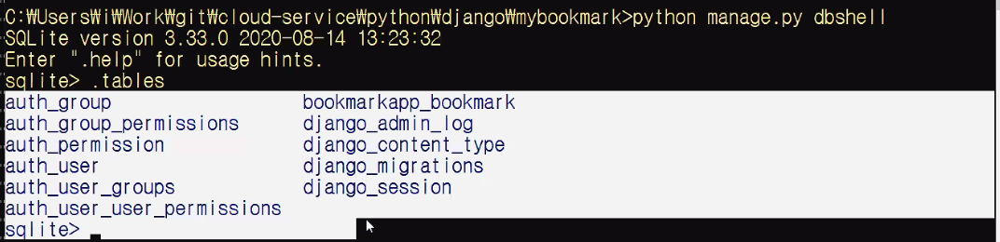 C:₩Users₩i₩Work₩git₩cloud-service₩python₩django₩mybookmark>python manage.py dbshell
SQLite version 3.33.0 2020-08-14 13:23:32
Enter ".help" for usage hints.
sqlite> .tables
auth_group                  bookmarkapp_bookmark
auth_group_permissions      django_admin_log
auth_permission             django_content_type
auth_user                   django_migrations
auth_user_groups            django_session
auth_user_user_permissions
sqlite>